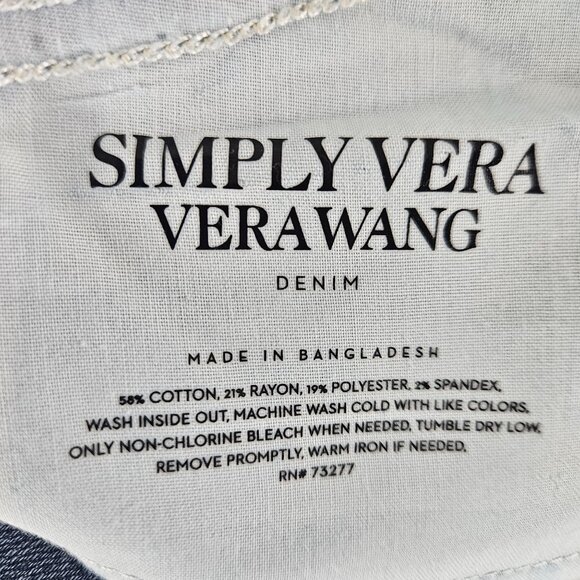 SIMPLY VERA
VERA WANG
DENIM
MADE IN BANGLADESH
58% COTTON, 21% RAYON, 19% POLYESTER, 2% SPANDEX,
WASH INSIDE OUT, MACHINE WASH COLD WITH LIKE COLORS,
ONLY NON-CHLORINE BLEACH WHEN NEEDED, TUMBLE DRY LOW,
REMOVE PROMPTLY, WARM IRON IF NEEDED,
RN# 73277